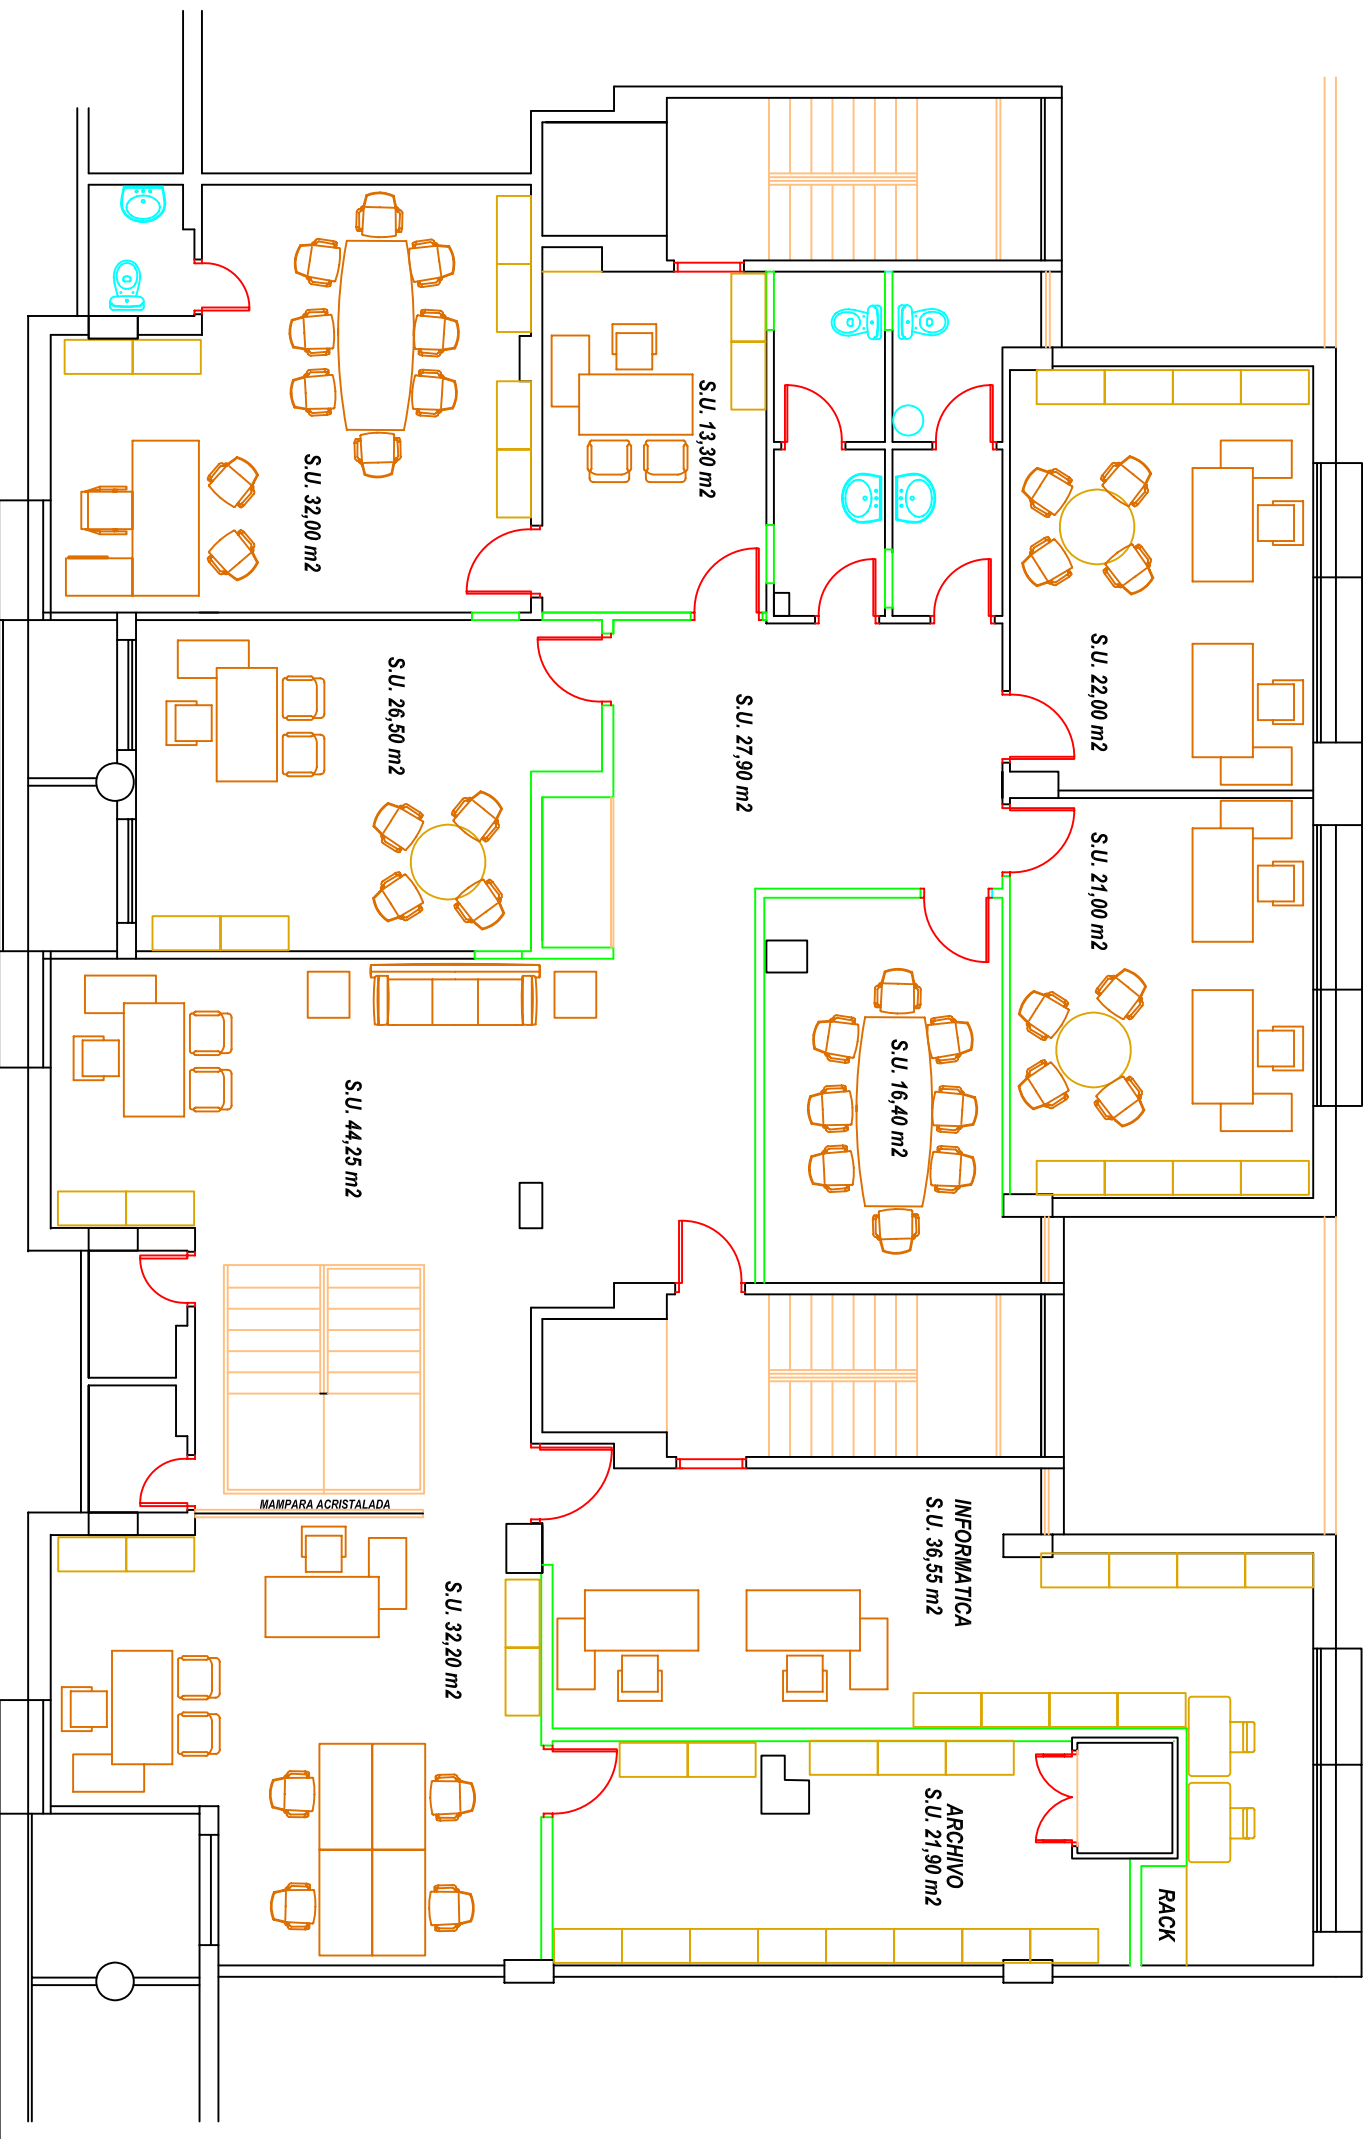 S.U. 13,30 m2
S.U. 32,00 m2
S.U. 22,00 m2
S.U. 26,50 m2
S.U. 27,90 m2
S.U. 21,00 m2
S.U. 16,40 m2
S.U. 44,25 m2
MAMPARA ACRISTALADA
INFORMATICA
S.U. 36,55 m2
S.U. 32,20 m2
ARCHIVO
S.U. 21,90 m2
RACK